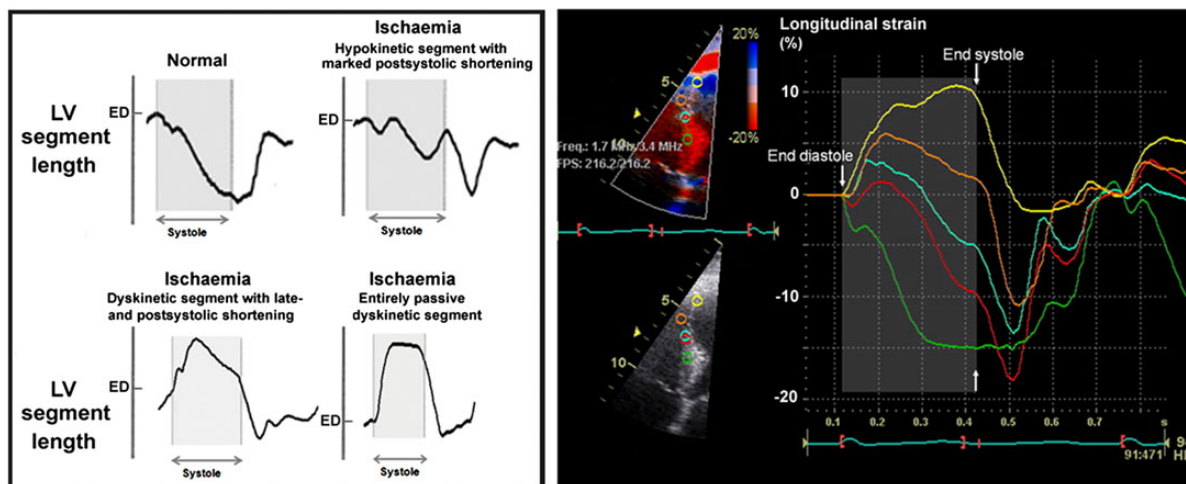 Normal
LV
segment
length
ED
Systole
Ischaemia
Hypokinetic segment with
marked postsystolic shortening
ED
Systole
Ischaemia
Dyskinetic segment with late-
and postsystolic shortening
LV
segment
length
ED
Systole
Ischaemia
Entirely passive
dyskinetic segment
ED
Systole
20%
-20%
5
10
Freq.: 1.7 MHz/3.4 MHz
FPS: 216.2/216.2
5
10
Longitudinal strain
(%)
End systole
End diastole
10
0
-10
-20
0.1 0.2 0.3 0.4 0.5 0.6 0.7 s
91:471